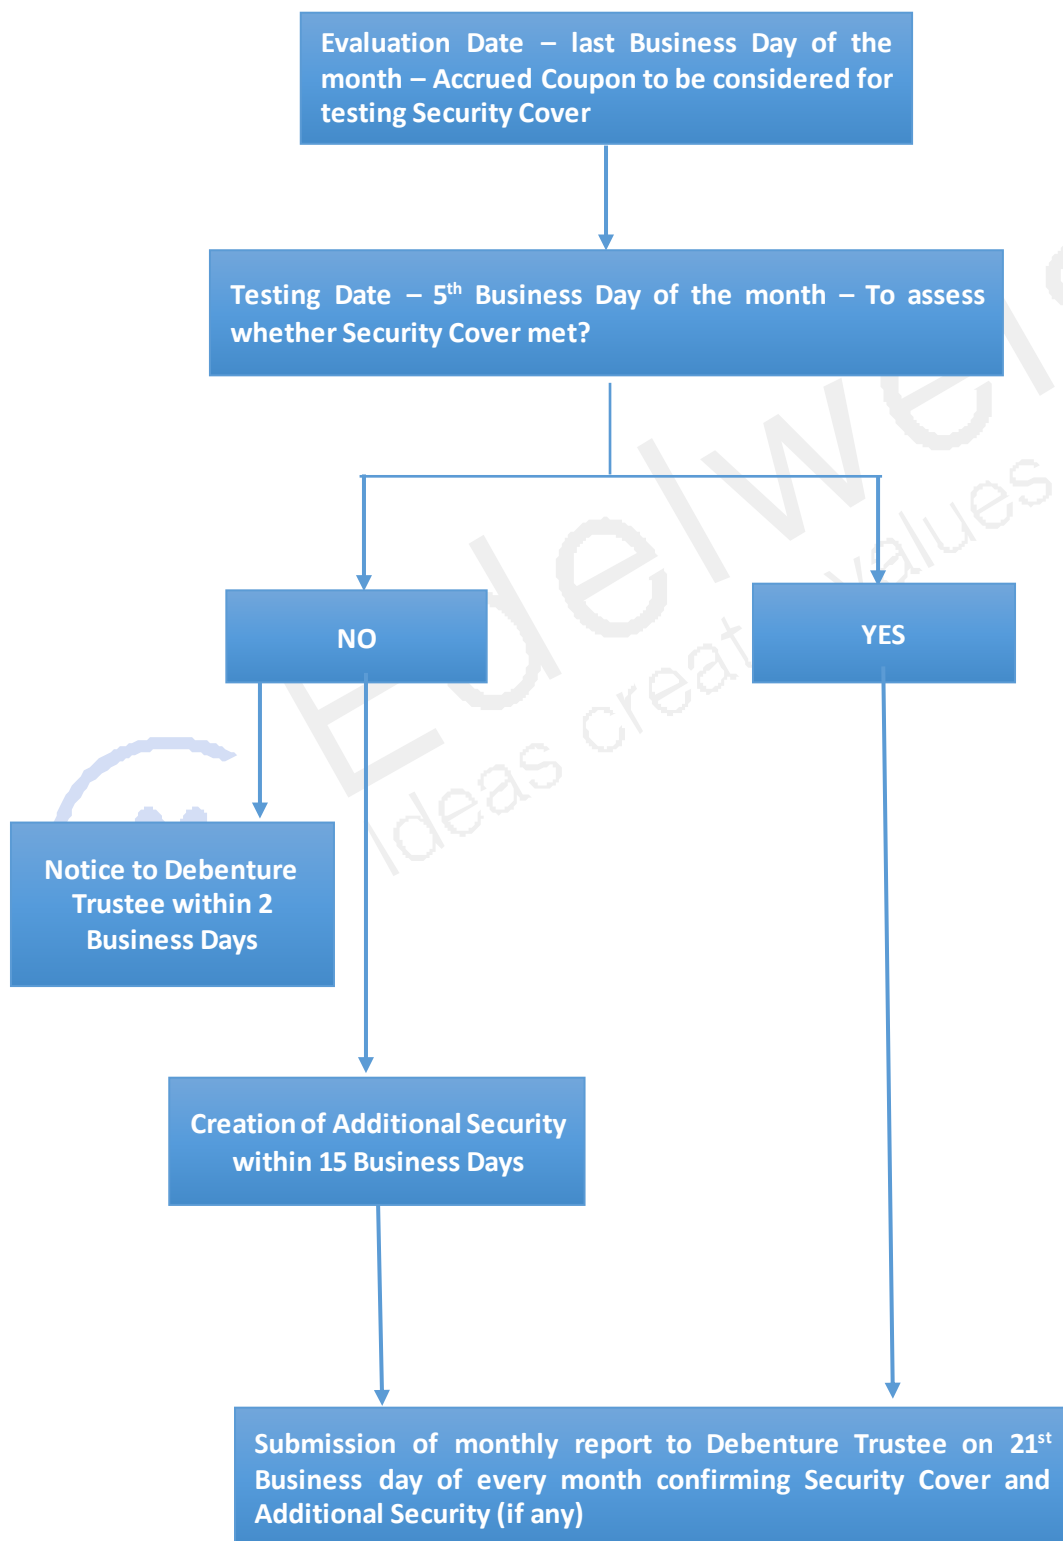 Evaluation Date – last Business Day of the
month – Accrued Coupon to be considered for
testing Security Cover
Testing Date – 5th Business Day of the month – To assess
whether Security Cover met?
NO
YES
Notice to Debenture
Trustee within 2
Business Days
Creation of Additional Security
within 15 Business Days
Submission of monthly report to Debenture Trustee on 21st
Business day of every month confirming Security Cover and
Additional Security (if any)
Edelweis
Ideas creat values